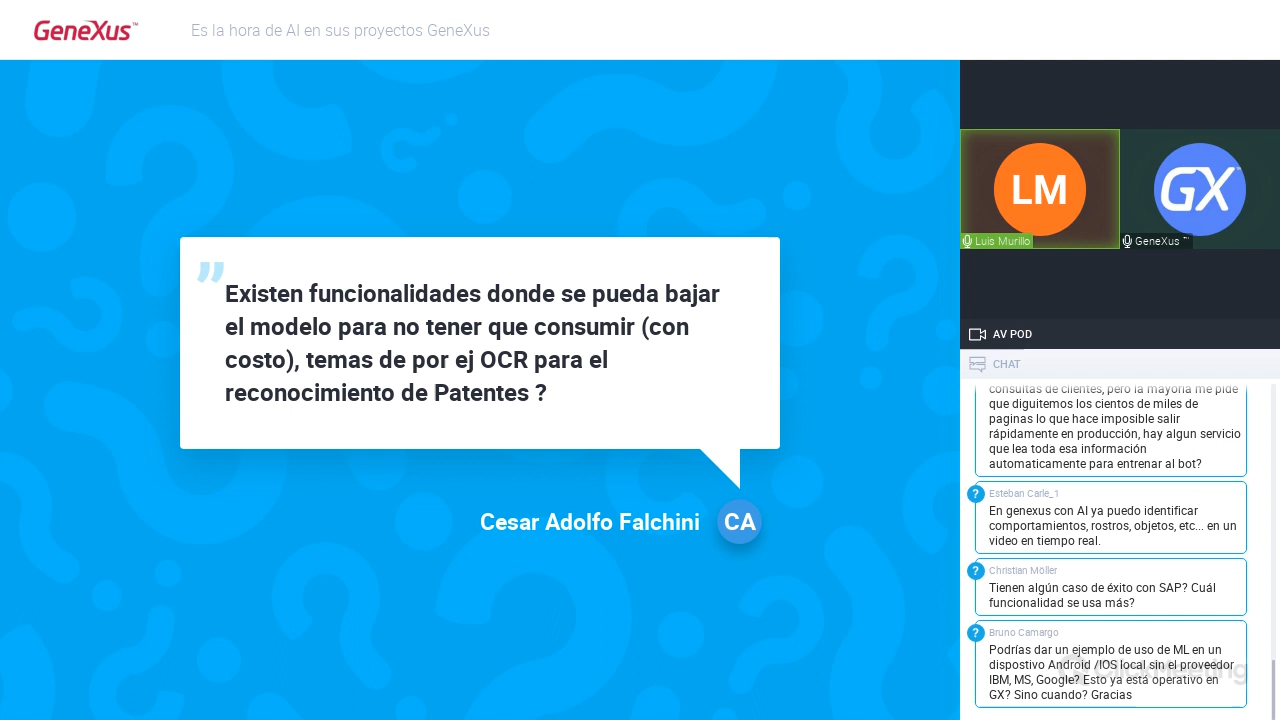 GeneXus™
Es la hora de AI en sus proyectos GeneXus
Existen funcionalidades donde se pueda bajar
el modelo para no tener que consumir (con
costo), temas de por ej OCR para el
reconocimiento de Patentes ?
Cesar Adolfo Falchini
CA
LM
Luis Murillo
GX
GeneXus ™
AV POD
CHAT
consultas de clientes, pero la mayoría me pide
que diguitemos los cientos de miles de
paginas lo que hace imposible salir
rápidamente en producción, hay algun servicio
que lea toda esa información
automaticamente para entrenar al bot?
?
Esteban Carle_1
En genexus con AI ya puedo identificar
comportamientos, rostros, objetos, etc... en un
video en tiempo real.
?
Christian Möller
Tienen algún caso de éxito con SAP? Cuál
funcionalidad se usa más?
?
Bruno Camargo
Podrías dar un ejemplo de uso de ML en un
dispostivo Android /IOS local sin el proveedor
IBM, MS, Google? Esto ya está operativo en
GX? Sino cuando? Gracias